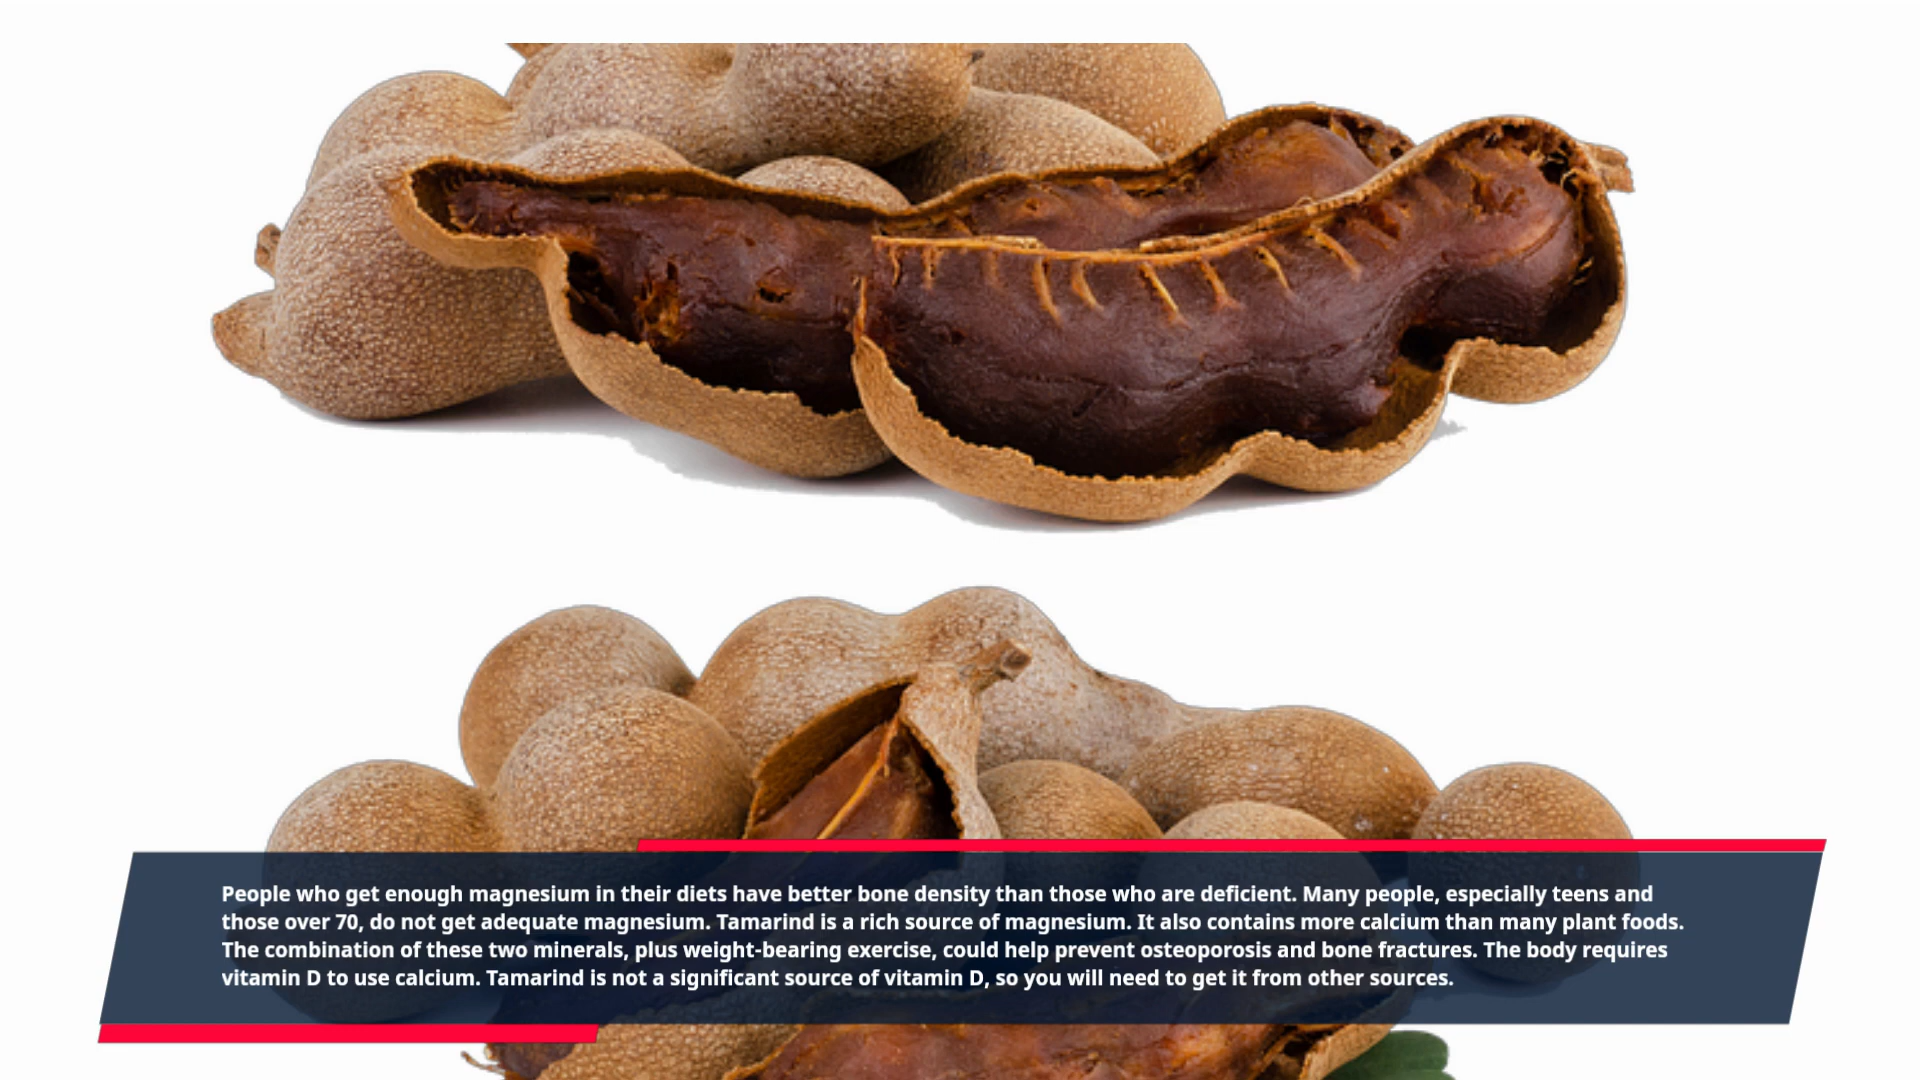 People who get enough magnesium in their diets have better bone density than those who are deficient. Many people, especially teens and
those over 70, do not get adequate magnesium. Tamarind is a rich source of magnesium. It also contains more calcium than many plant foods.
The combination of these two minerals, plus weight-bearing exercise, could help prevent osteoporosis and bone fractures. The body requires
vitamin D to use calcium. Tamarind is not a significant source of vitamin D, so you will need to get it from other sources.